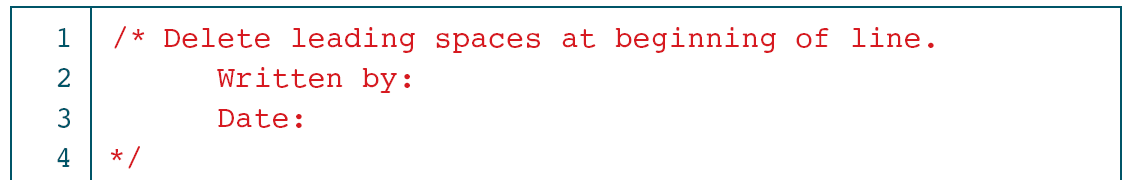 1 /* Delete leading spaces at beginning of line.
2 Written by:
3 Date:
4 */